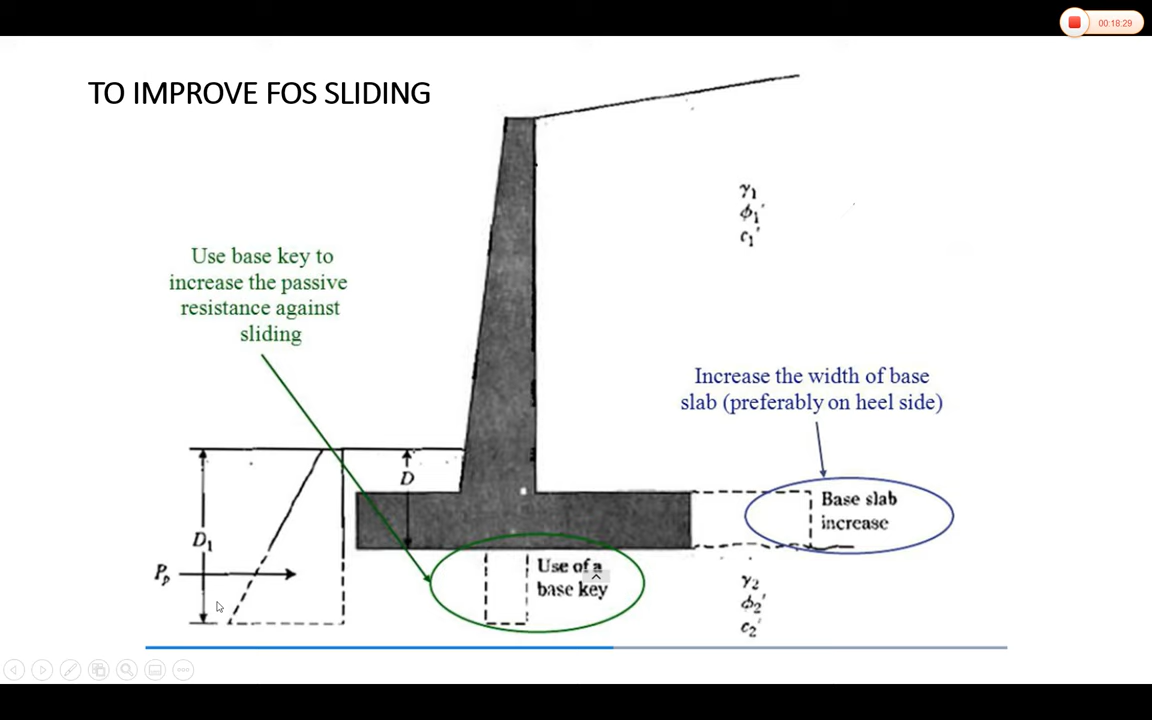 00:18:29
TO IMPROVE FOS SLIDING
γ₁
ϕ₁′
c₁′
Use base key to
increase the passive
resistance against
sliding
Increase the width of base
slab (preferably on heel side)
D
Base slab
increase
D₁
Pₚ
Use of a
base key
γ₂
ϕ₂′
c₂′